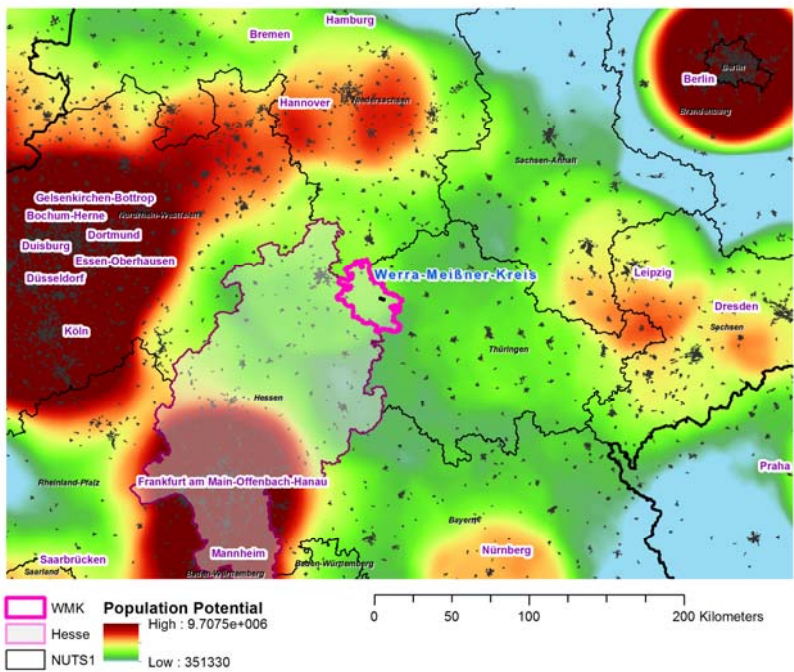 Bremen
Hamburg
Hannover
Niedersachsen
Berlin
Berlin
Brandenburg
Sachsen-Anhalt
Gelsenkirchen-Bottrop
Bochum-Herne
Nordrhein-Westfalen
Dortmund
Duisburg
Essen-Oberhausen
Düsseldorf
Köln
Werra-Meißner-Kreis
Leipzig
Dresden
Sachsen
Thüringen
Hessen
Rheinland-Pfalz
Frankfurt am Main-Offenbach-Hanau
Praha
Bayern
Saarbrücken
Saarland
Mannheim
Baden-Württemberg
Baden-Württemberg
Nürnberg
WMK
Hesse
NUTS1
Population Potential
High : 9.7075e+006
Low : 351330
0 50 100 200 Kilometers